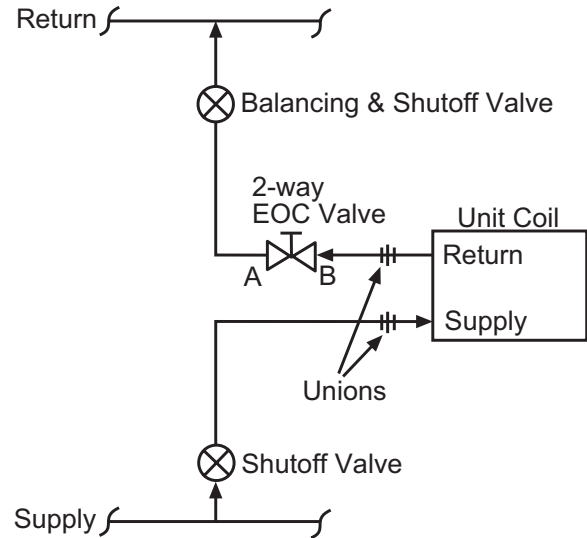 Return
Balancing & Shutoff Valve
2-way
EOC Valve
Unit Coil
A
B
Return
Supply
Unions
Shutoff Valve
Supply